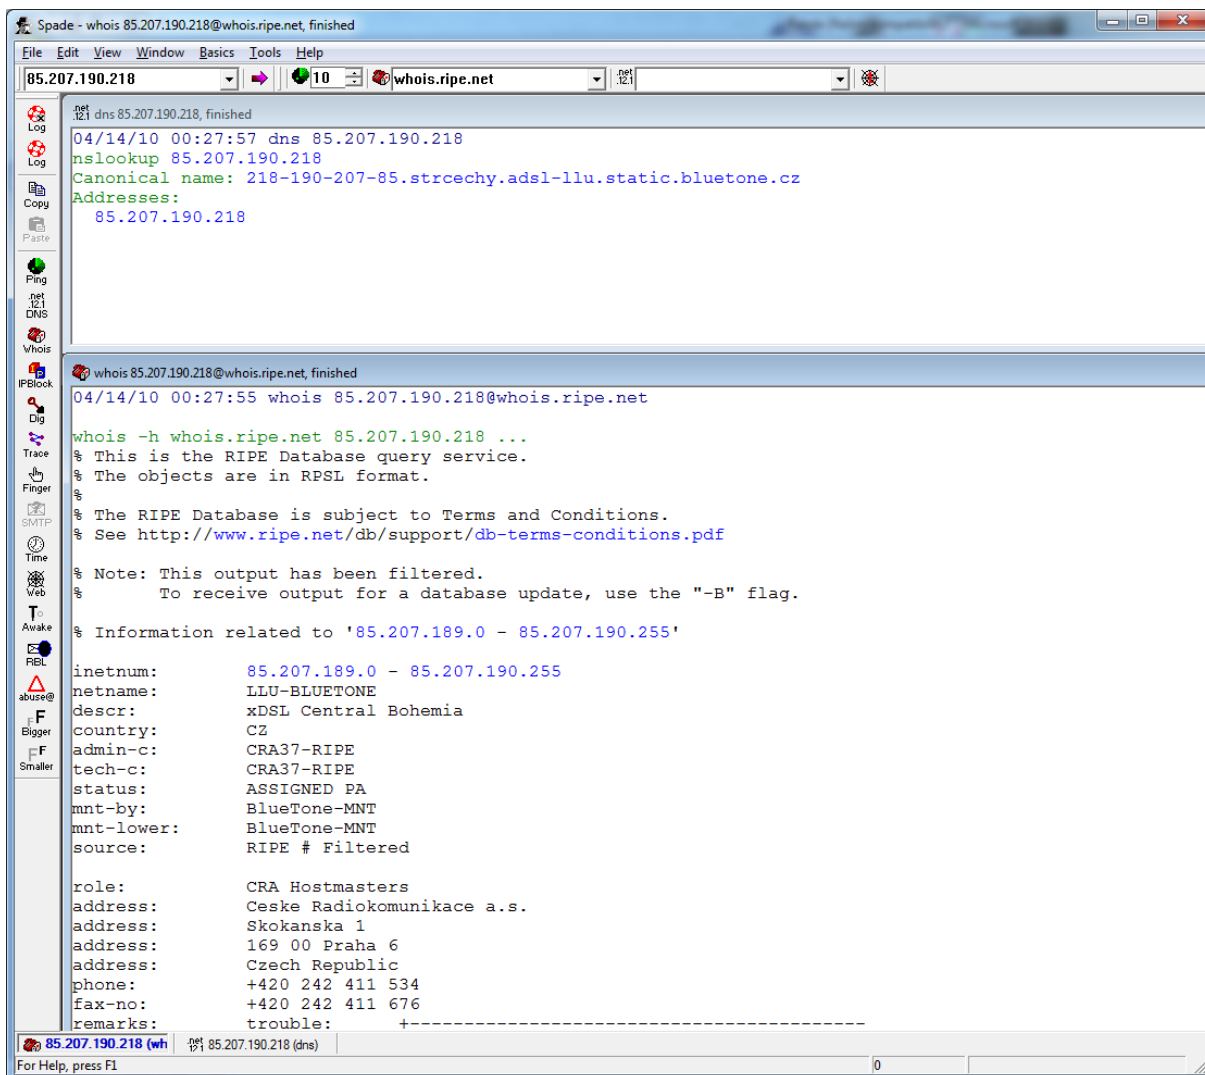 Spade - whois 85.207.190.218@whois.ripe.net, finished
File Edit View Window Basics Tools Help
85.207.190.218 10 whois.ripe.net .net 12.1
Log
Log
Copy
Paste
Ping
.net .12.1 DNS
Whois
IPBlock
Dig
Trace
Finger
SMTP
Time
Web
Awake
RBL
abuse@
Bigger
Smaller
.net 12.1 dns 85.207.190.218, finished
04/14/10 00:27:57 dns 85.207.190.218
nslookup 85.207.190.218
Canonical name: 218-190-207-85.strcechy.adsl-llu.static.bluetone.cz
Addresses:
85.207.190.218
whois 85.207.190.218@whois.ripe.net, finished
04/14/10 00:27:55 whois 85.207.190.218@whois.ripe.net
whois -h whois.ripe.net 85.207.190.218 ...
% This is the RIPE Database query service.
% The objects are in RPSL format.
%
% The RIPE Database is subject to Terms and Conditions.
% See http://www.ripe.net/db/support/db-terms-conditions.pdf
% Note: This output has been filtered.
% To receive output for a database update, use the "-B" flag.
% Information related to '85.207.189.0 - 85.207.190.255'
inetnum: 85.207.189.0 - 85.207.190.255
netname: LLU-BLUETONE
descr: xDSL Central Bohemia
country: CZ
admin-c: CRA37-RIPE
tech-c: CRA37-RIPE
status: ASSIGNED PA
mnt-by: BlueTone-MNT
mnt-lower: BlueTone-MNT
source: RIPE # Filtered
role: CRA Hostmasters
address: Ceske Radiokomunikace a.s.
address: Skokanska 1
address: 169 00 Praha 6
address: Czech Republic
phone: +420 242 411 534
fax-no: +420 242 411 676
remarks: trouble: +------------------------------------------
85.207.190.218 (wh .net 12.1 85.207.190.218 (dns)
For Help, press F1 0